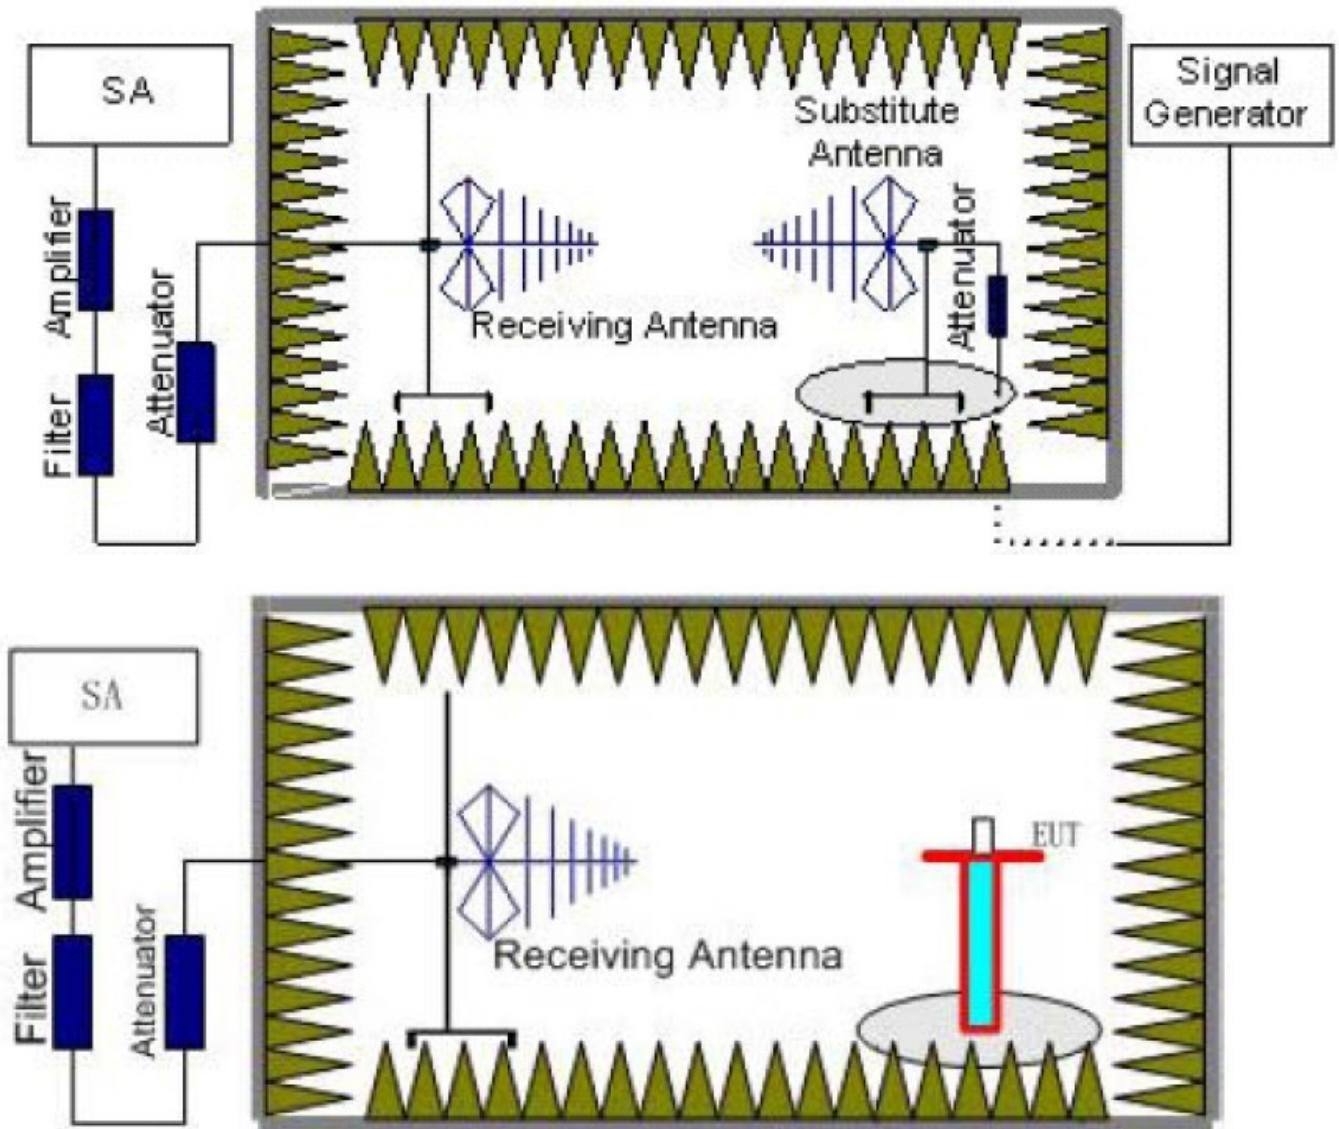 SA
Signal
Generator
Substitute
Antenna
Amplifier
Attenuator
Attenuator
Receiving Antenna
Filter
SA
Amplifier
EUT
Attenuator
Receiving Antenna
Filter